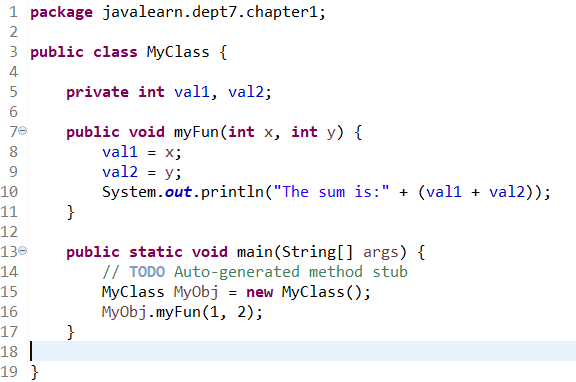 1 package javalearn.dept7.chapter1;
2
3 public class MyClass {
4
5     private int val1, val2;
6
7     public void myFun(int x, int y) {
8         val1 = x;
9         val2 = y;
10         System.out.println("The sum is:" + (val1 + val2));
11     }
12
13     public static void main(String[] args) {
14         // TODO Auto-generated method stub
15         MyClass MyObj = new MyClass();
16         MyObj.myFun(1, 2);
17     }
18
19 }